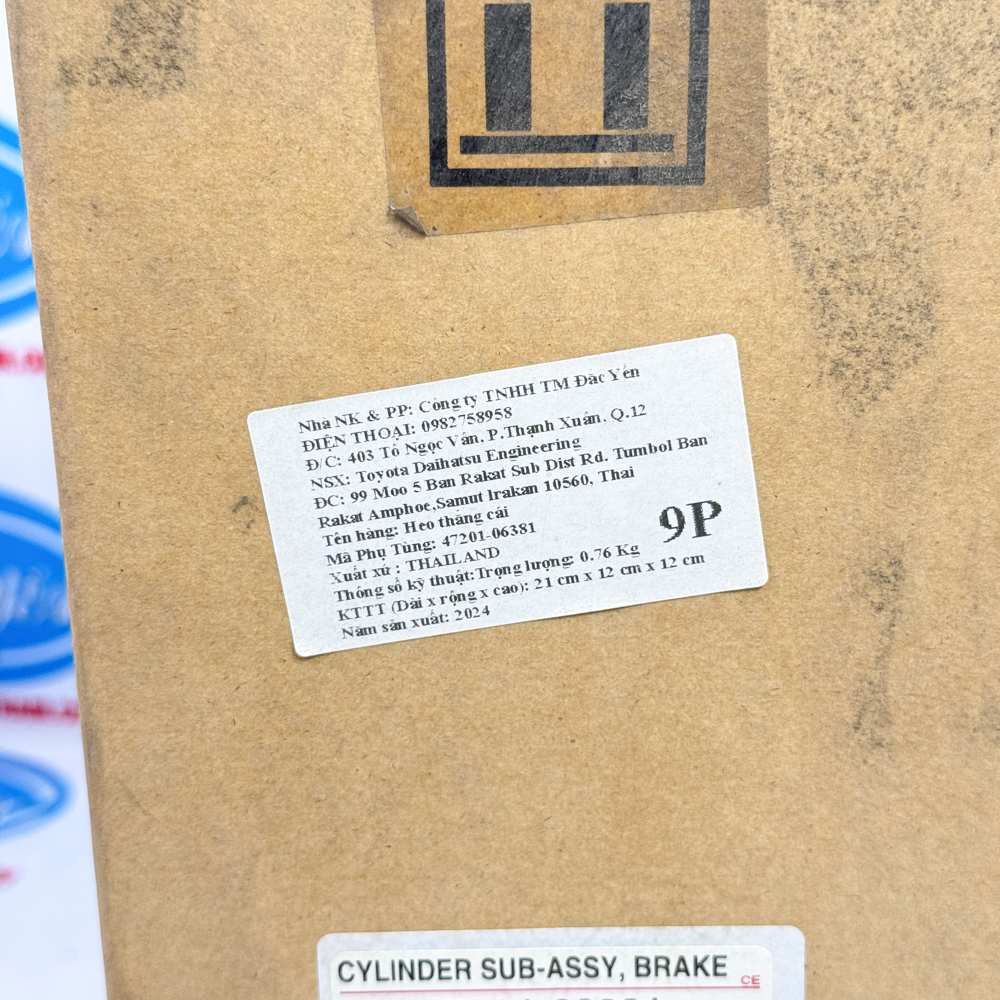 Nhà NK & PP: Công ty TNHH TM Đăc Yến
ĐIỆN THOẠI: 0982758958
Đ/C: 403 Tô Ngọc Vân, P.Thạnh Xuân, Q.12
NSX: Toyota Daihatsu Engineering
ĐC: 99 Moo 5 Ban Rakat Sub Dist Rd. Tumbol Ban
Rakat Amphoe,Samut Irakan 10560, Thai
Tên hàng: Heo thắng cái
Mã Phụ Tùng: 47201-06381
9P
Xuất xứ : THAILAND
Thông số kỹ thuật:Trọng lượng: 0.76 Kg
KTTT (Dài x rộng x cao): 21 cm x 12 cm x 12 cm
Năm sản xuất: 2024
CYLINDER SUB-ASSY, BRAKE
CE